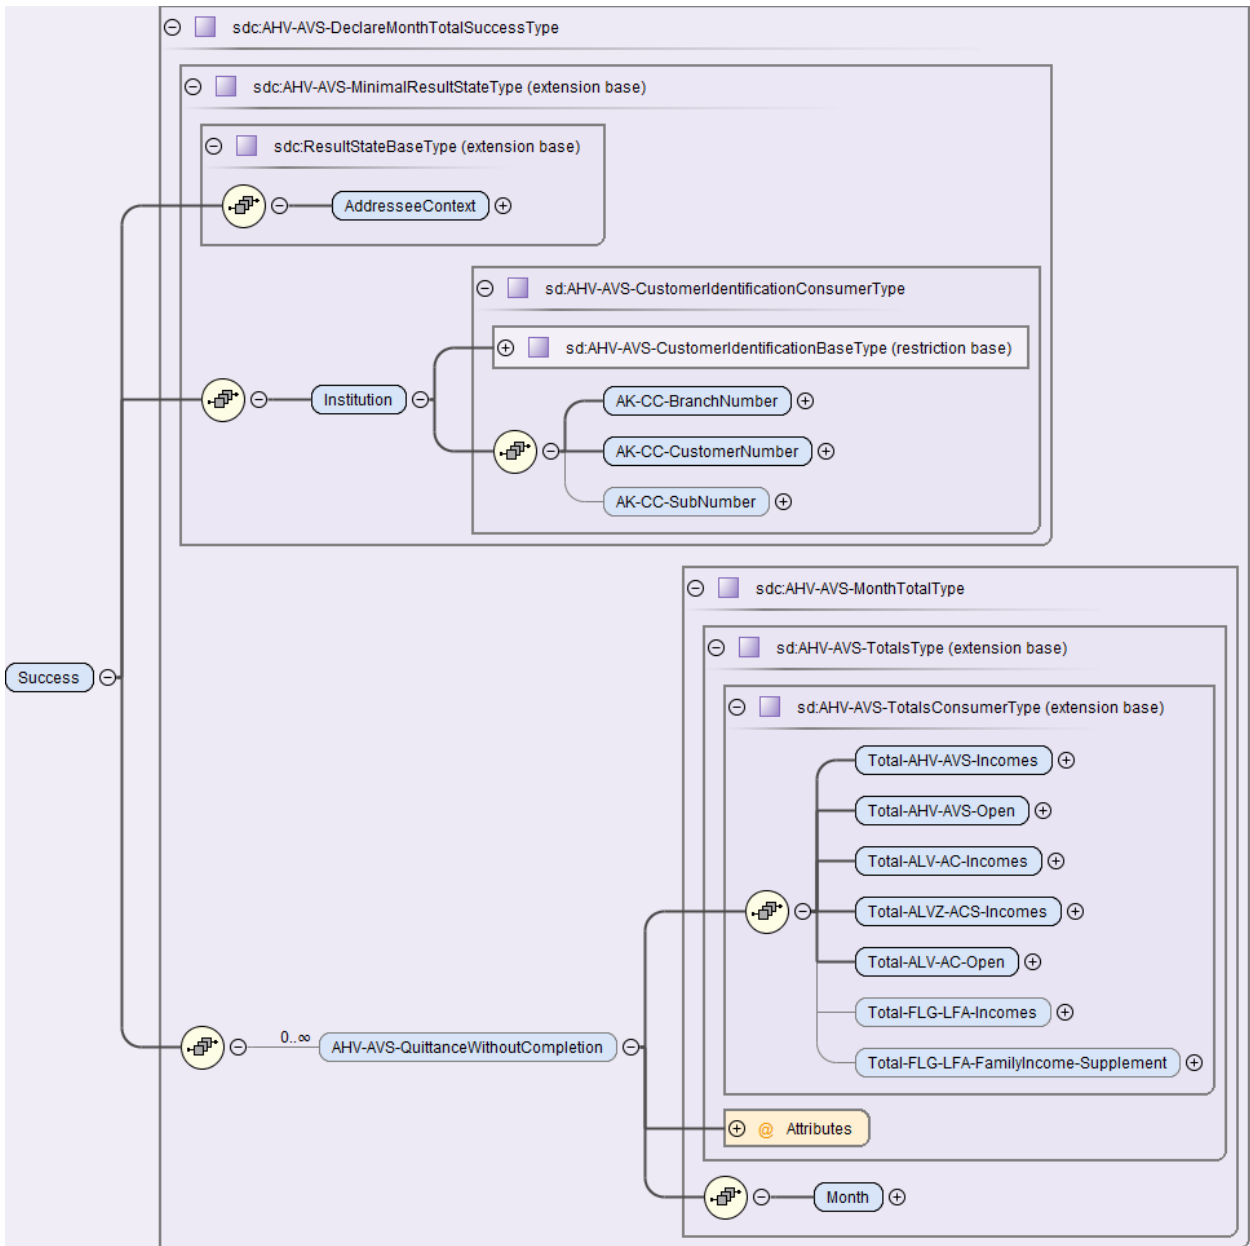 sdc:AHV-AVS-DeclareMonthTotalSuccessType
sdc:AHV-AVS-MinimalResultStateType (extension base)
sdc:ResultStateBaseType (extension base)
AddresseeContext
sd:AHV-AVS-CustomerIdentificationConsumerType
sd:AHV-AVS-CustomerIdentificationBaseType (restriction base)
Institution
AK-CC-BranchNumber
AK-CC-CustomerNumber
AK-CC-SubNumber
sdc:AHV-AVS-MonthTotalType
sd:AHV-AVS-TotalsType (extension base)
Success
sd:AHV-AVS-TotalsConsumerType (extension base)
Total-AHV-AVS-Incomes
Total-AHV-AVS-Open
Total-ALV-AC-Incomes
Total-ALVZ-ACS-Incomes
Total-ALV-AC-Open
Total-FLG-LFA-Incomes
0..∞
AHV-AVS-QuittanceWithoutCompletion
Total-FLG-LFA-FamilyIncome-Supplement
@ Attributes
Month